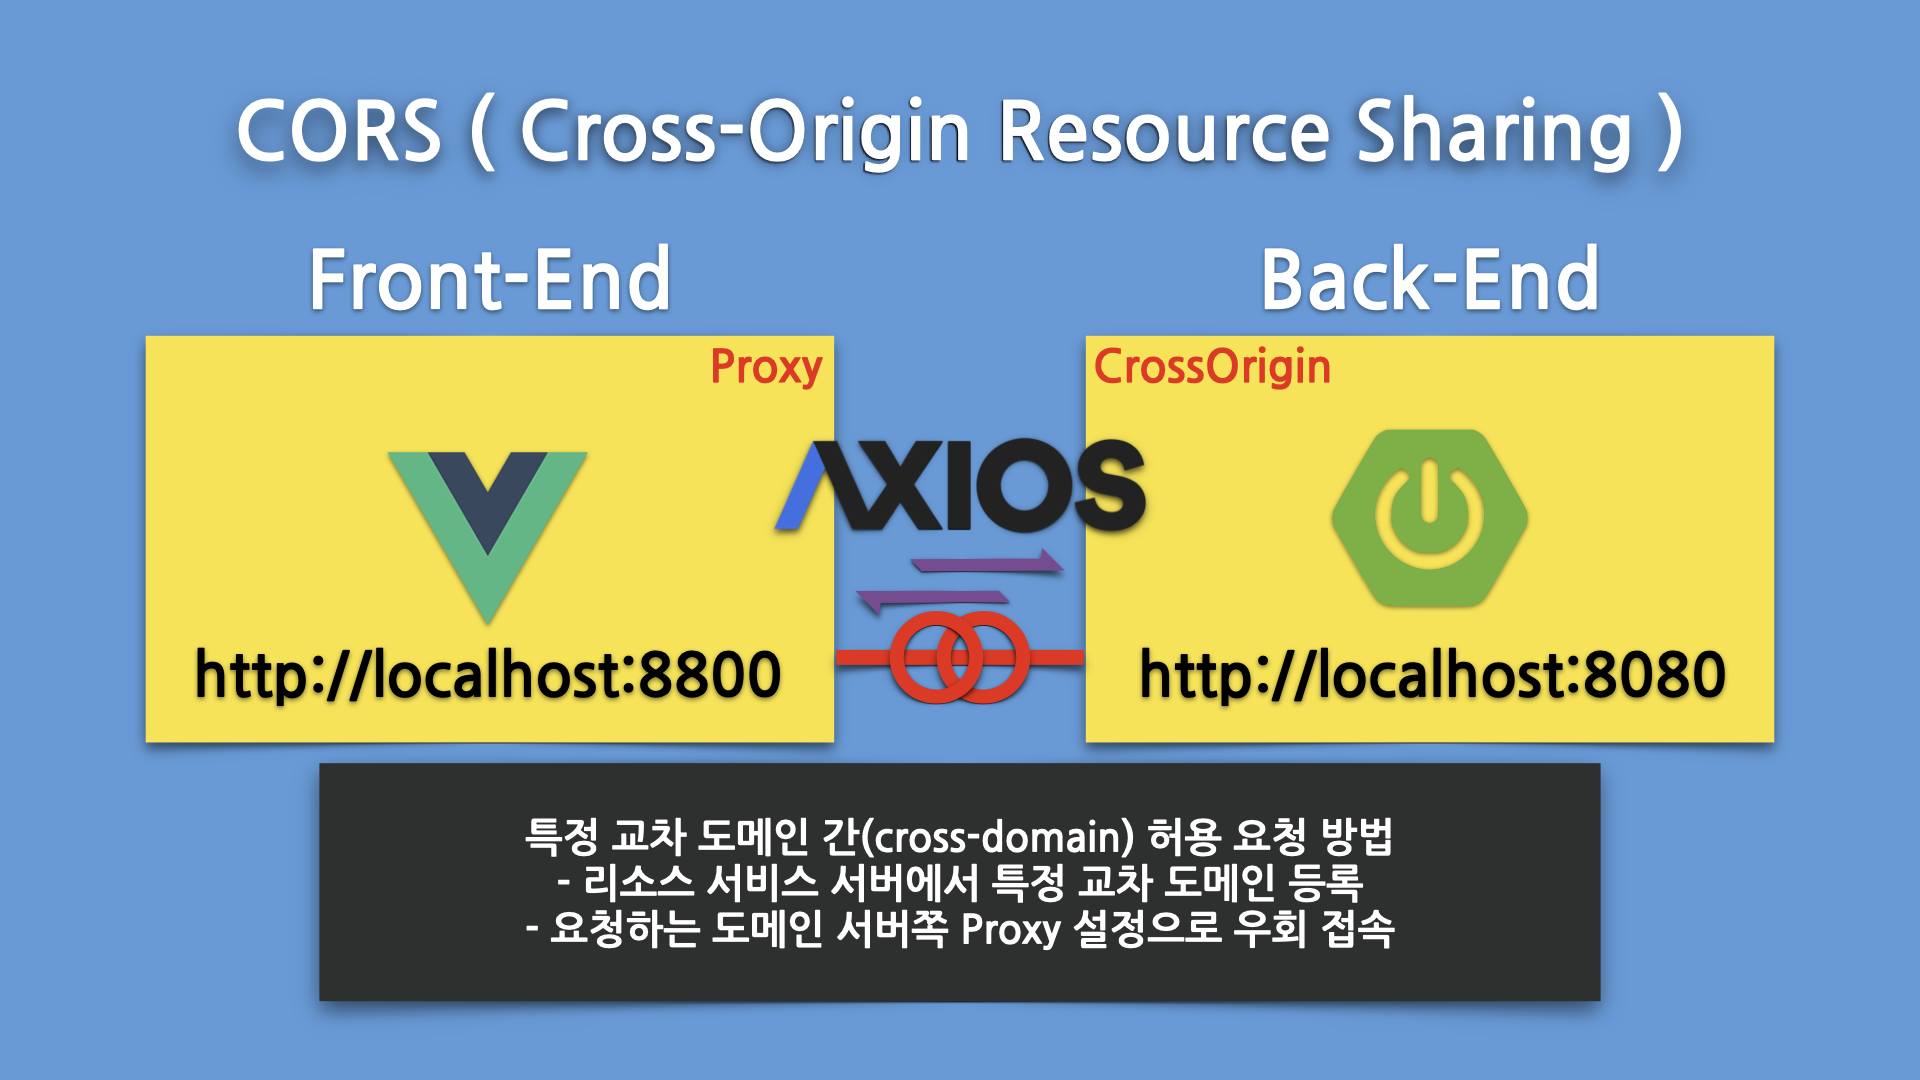 CORS ( Cross-Origin Resource Sharing )
Front-End
Back-End
Proxy
CrossOrigin
AXIOS
http://localhost:8800
http://localhost:8080
특정 교차 도메인 간(cross-domain) 허용 요청 방법
- 리소스 서비스 서버에서 특정 교차 도메인 등록
- 요청하는 도메인 서버쪽 Proxy 설정으로 우회 접속